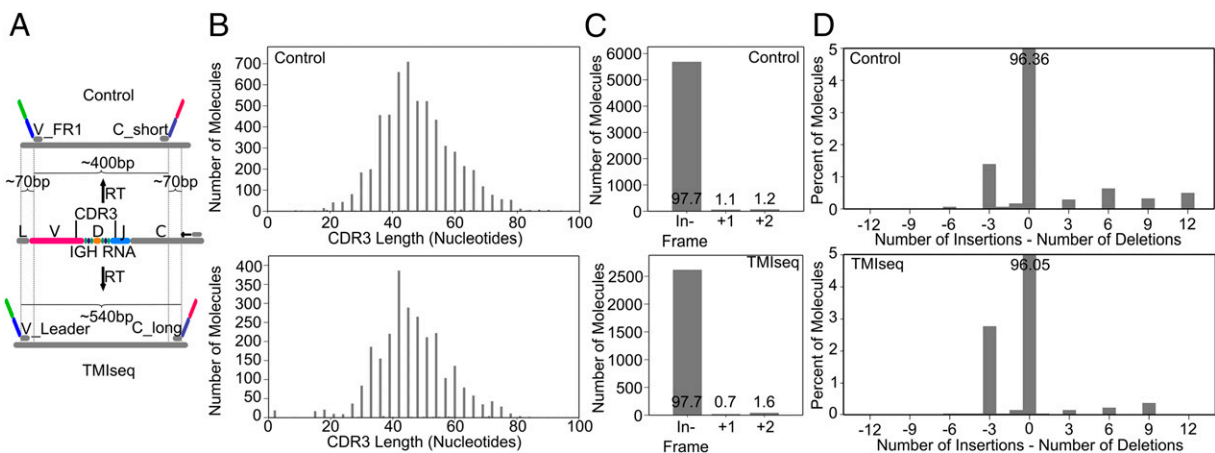 A
Control
V_FR1
C_short
~400bp
~70bp
~70bp
RT
CDR3
L
V
D
J
C
IGH RNA
RT
~540bp
V_Leader
C_long
TMIseq
B
Control
Number of Molecules
700
600
500
400
300
200
100
0
0
20
40
60
80
100
CDR3 Length (Nucleotides)
Number of Molecules
400
350
300
250
200
150
100
50
0
0
20
40
60
80
100
CDR3 Length (Nucleotides)
C
Control
Number of Molecules
6000
5000
4000
3000
2000
1000
0
97.7
1.1
1.2
In-
Frame
+1
+2
TMIseq
Number of Molecules
2500
2000
1500
1000
500
0
97.7
0.7
1.6
In-
Frame
+1
+2
D
Control
96.36
Percent of Molecules
5
4
3
2
1
0
-12
-9
-6
-3
0
3
6
9
12
Number of Insertions - Number of Deletions
TMIseq
96.05
Percent of Molecules
5
4
3
2
1
0
-12
-9
-6
-3
0
3
6
9
12
Number of Insertions - Number of Deletions